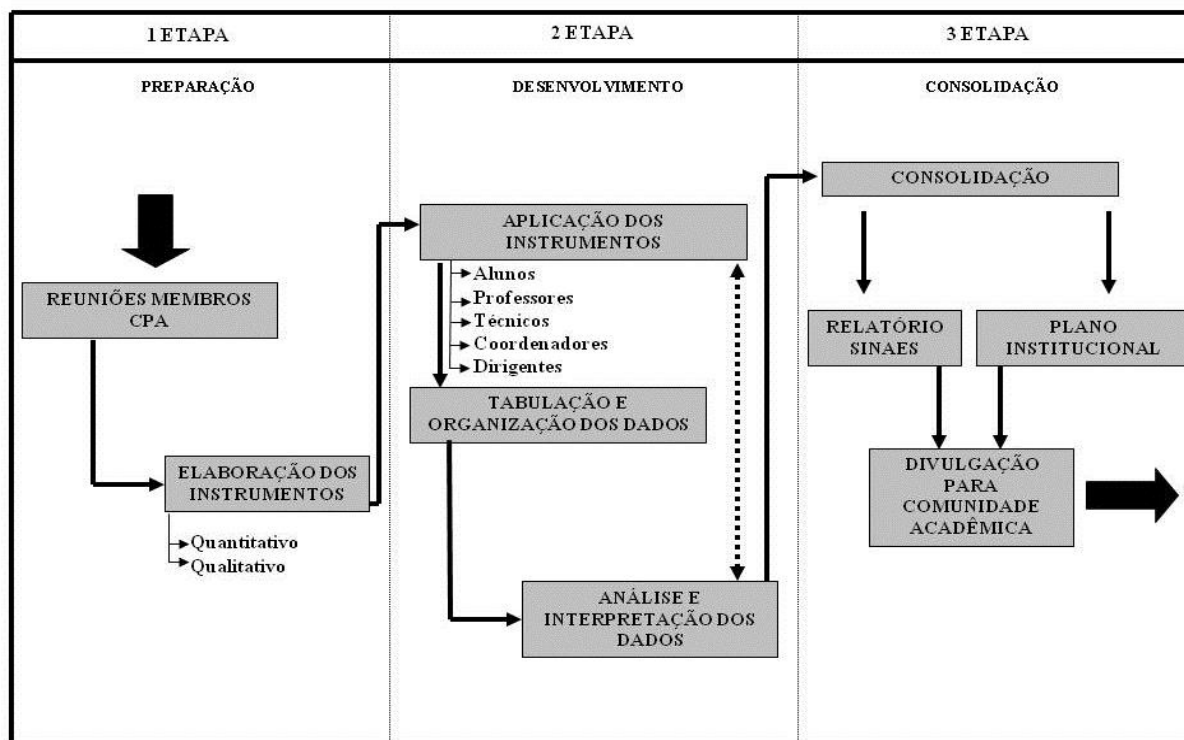 1 ETAPA
2 ETAPA
3 ETAPA
PREPARAÇÃO
DESENVOLVIMENTO
CONSOLIDAÇÃO
REUNIÕES MEMBROS
CPA
ELABORAÇÃO DOS
INSTRUMENTOS
Quantitativo
Qualitativo
APLICAÇÃO DOS
INSTRUMENTOS
Alunos
Professores
Técnicos
Coordenadores
Dirigentes
TABULAÇÃO E
ORGANIZAÇÃO DOS DADOS
ANÁLISE E
INTERPRETAÇÃO DOS
DADOS
CONSOLIDAÇÃO
RELATÓRIO
SINAES
PLANO
INSTITUCIONAL
DIVULGAÇÃO
PARA
COMUNIDADE
ACADÊMICA